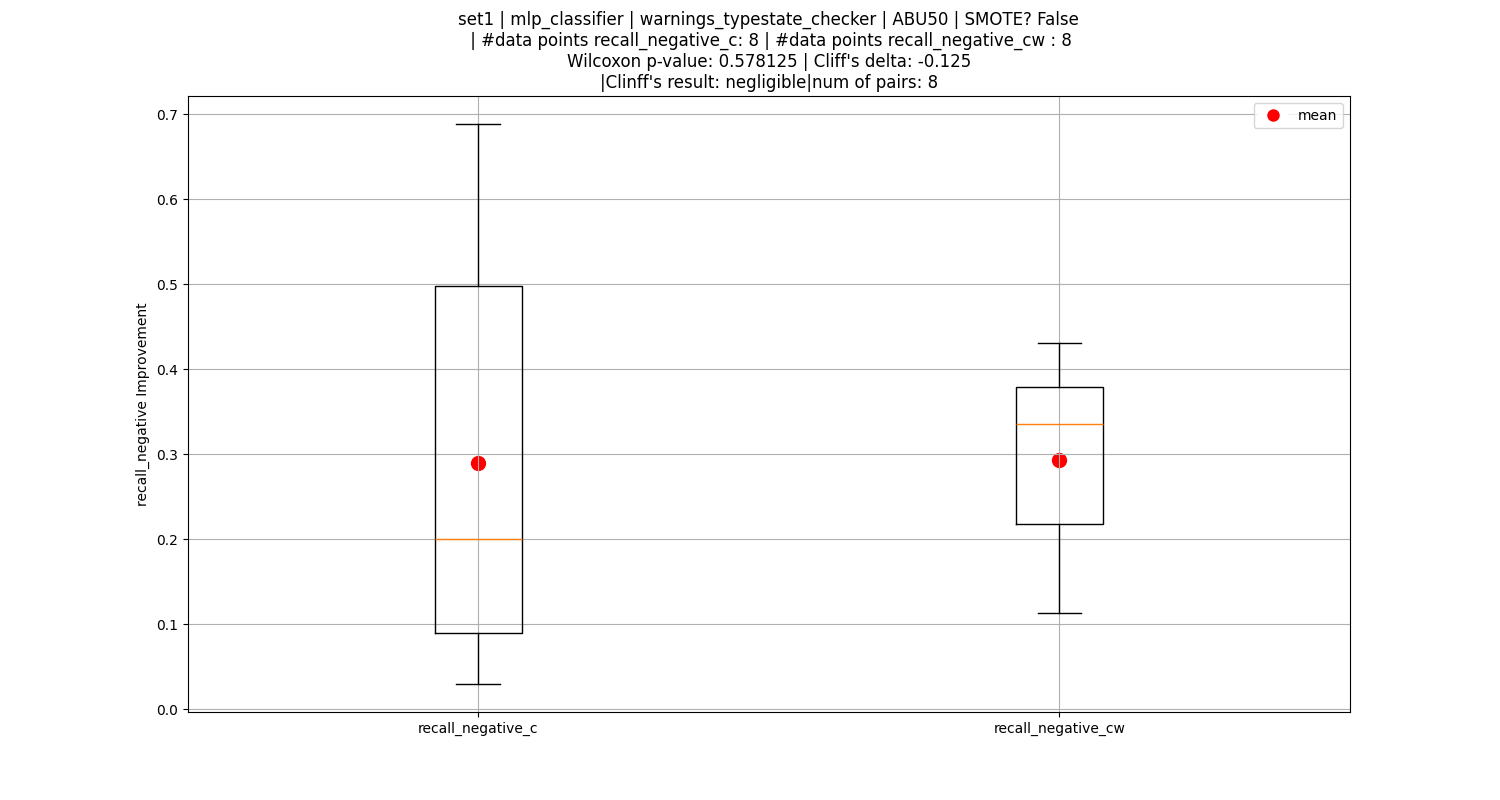 set1 | mlp_classifier | warnings_typestate_checker | ABU50 | SMOTE? False
| #data points recall_negative_c: 8 | #data points recall_negative_cw : 8
Wilcoxon p-value: 0.578125 | Cliff's delta: -0.125
|Clinff's result: negligible|num of pairs: 8
mean
0.7
0.6
0.5
0.4
0.3
0.2
0.1
0.0
recall_negative Improvement
recall_negative_c
recall_negative_cw